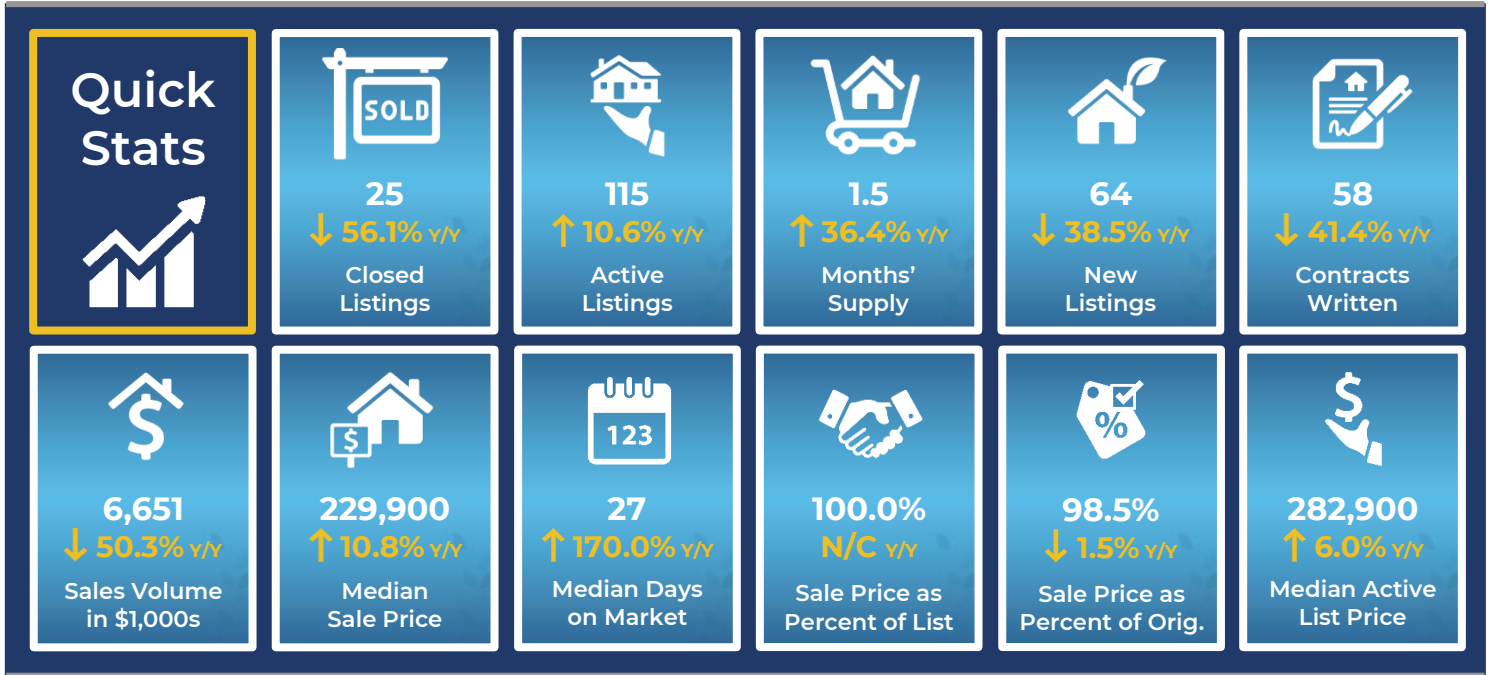 Quick
Stats
SOLD
25
↓ 56.1% Y/Y
Closed
Listings
115
↑ 10.6% Y/Y
Active
Listings
1.5
↑ 36.4% Y/Y
Months’
Supply
64
↓ 38.5% Y/Y
New
Listings
58
↓ 41.4% Y/Y
Contracts
Written
$
6,651
↓ 50.3% Y/Y
Sales Volume
in $1,000s
$
229,900
↑ 10.8% Y/Y
Median
Sale Price
123
27
↑ 170.0% Y/Y
Median Days
on Market
100.0%
N/C Y/Y
Sale Price as
Percent of List
%
98.5%
↓ 1.5% Y/Y
Sale Price as
Percent of Orig.
$
282,900
↑ 6.0% Y/Y
Median Active
List Price